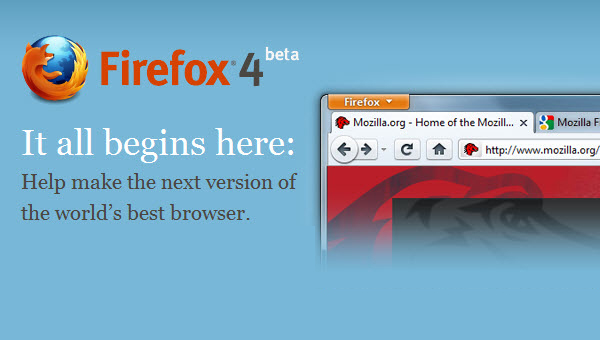 Firefox® 4 beta
It all begins here:
Help make the next version of
the world's best browser.
Firefox
Mozilla.org - Home of the Mozill...
Mozilla F
http://www.mozilla.org/